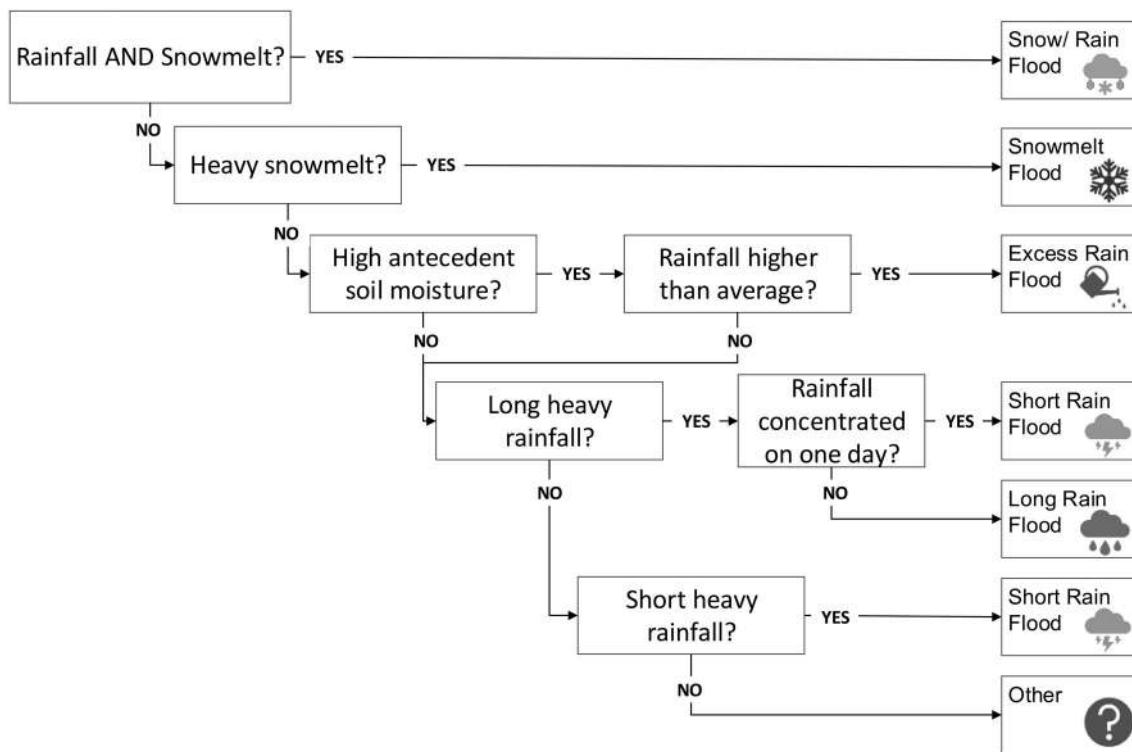 Rainfall AND Snowmelt?
YES
Snow/ Rain
Flood
NO
Heavy snowmelt?
YES
Snowmelt
Flood
NO
High antecedent
soil moisture?
YES
Rainfall higher
than average?
YES
Excess Rain
Flood
NO
NO
Long heavy
rainfall?
YES
Rainfall
concentrated
on one day?
YES
Short Rain
Flood
NO
NO
Long Rain
Flood
Short heavy
rainfall?
YES
Short Rain
Flood
NO
Other
?